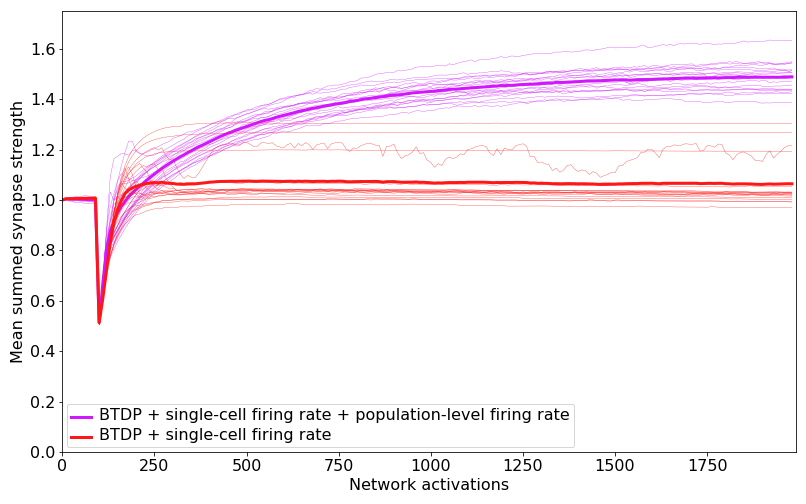 Mean summed synapse strength
1.6
1.4
1.2
1.0
0.8
0.6
0.4
0.2
0.0
BTDP + single-cell firing rate + population-level firing rate
BTDP + single-cell firing rate
0 250 500 750 1000 1250 1500 1750
Network activations